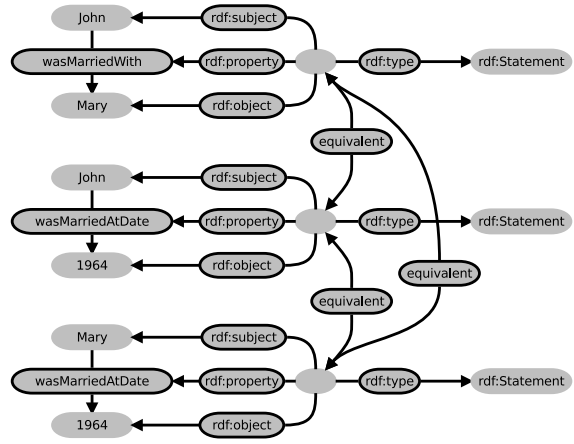 John
rdf:subject
wasMarriedWith
rdf:property
rdf:type
rdf:Statement
Mary
rdf:object
equivalent
John
rdf:subject
wasMarriedAtDate
rdf:property
rdf:type
rdf:Statement
1964
rdf:object
equivalent
equivalent
Mary
rdf:subject
wasMarriedAtDate
rdf:property
rdf:type
rdf:Statement
1964
rdf:object